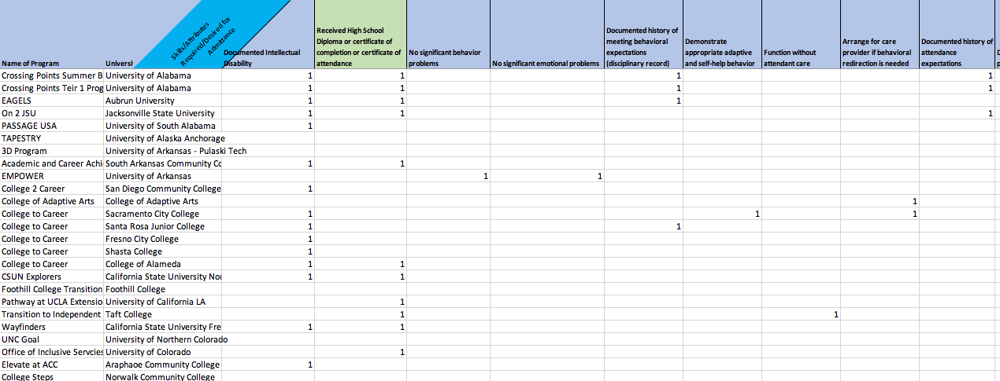 Skills/Attributes
Required/Desired for
Admittance
Name of Program Universi Documented Intellectual Disability Received High School Diploma or certificate of completion or certificate of attendance No significant behavior problems No significant emotional problems Documented history of meeting behavioral expectations (disciplinary record) Demonstrate appropriate adaptive and self-help behavior Function without attendant care Arrange for care provider if behavioral redirection is needed Documented history of attendance expectations
Crossing Points Summer B University of Alabama 1 1 1 1
Crossing Points Teir 1 Prog University of Alabama 1 1 1 1
EAGELS Aubrun University 1 1 1
On 2 JSU Jacksonville State University 1 1 1
PASSAGE USA University of South Alabama 1
TAPESTRY University of Alaska Anchorage
3D Program University of Arkansas - Pulaski Tech
Academic and Career Achi South Arkansas Community Cc 1 1
EMPOWER University of Arkansas 1 1
College 2 Career San Diego Community College 1
College of Adaptive Arts College of Adaptive Arts 1
College to Career Sacramento City College 1 1 1
College to Career Santa Rosa Junior College 1 1
College to Career Fresno City College 1
College to Career Shasta College 1
College to Career College of Alameda 1 1
CSUN Explorers California State University Nor 1 1
Foothill College Transition Foothill College
Pathway at UCLA Extensio University of California LA 1
Transition to Independent Taft College 1 1
Wayfinders California State University Fre 1 1
UNC Goal University of Northern Colorado
Office of Inclusive Servcies University of Colorado 1
Elevate at ACC Araphaoe Community College 1
College Steps Norwalk Community College